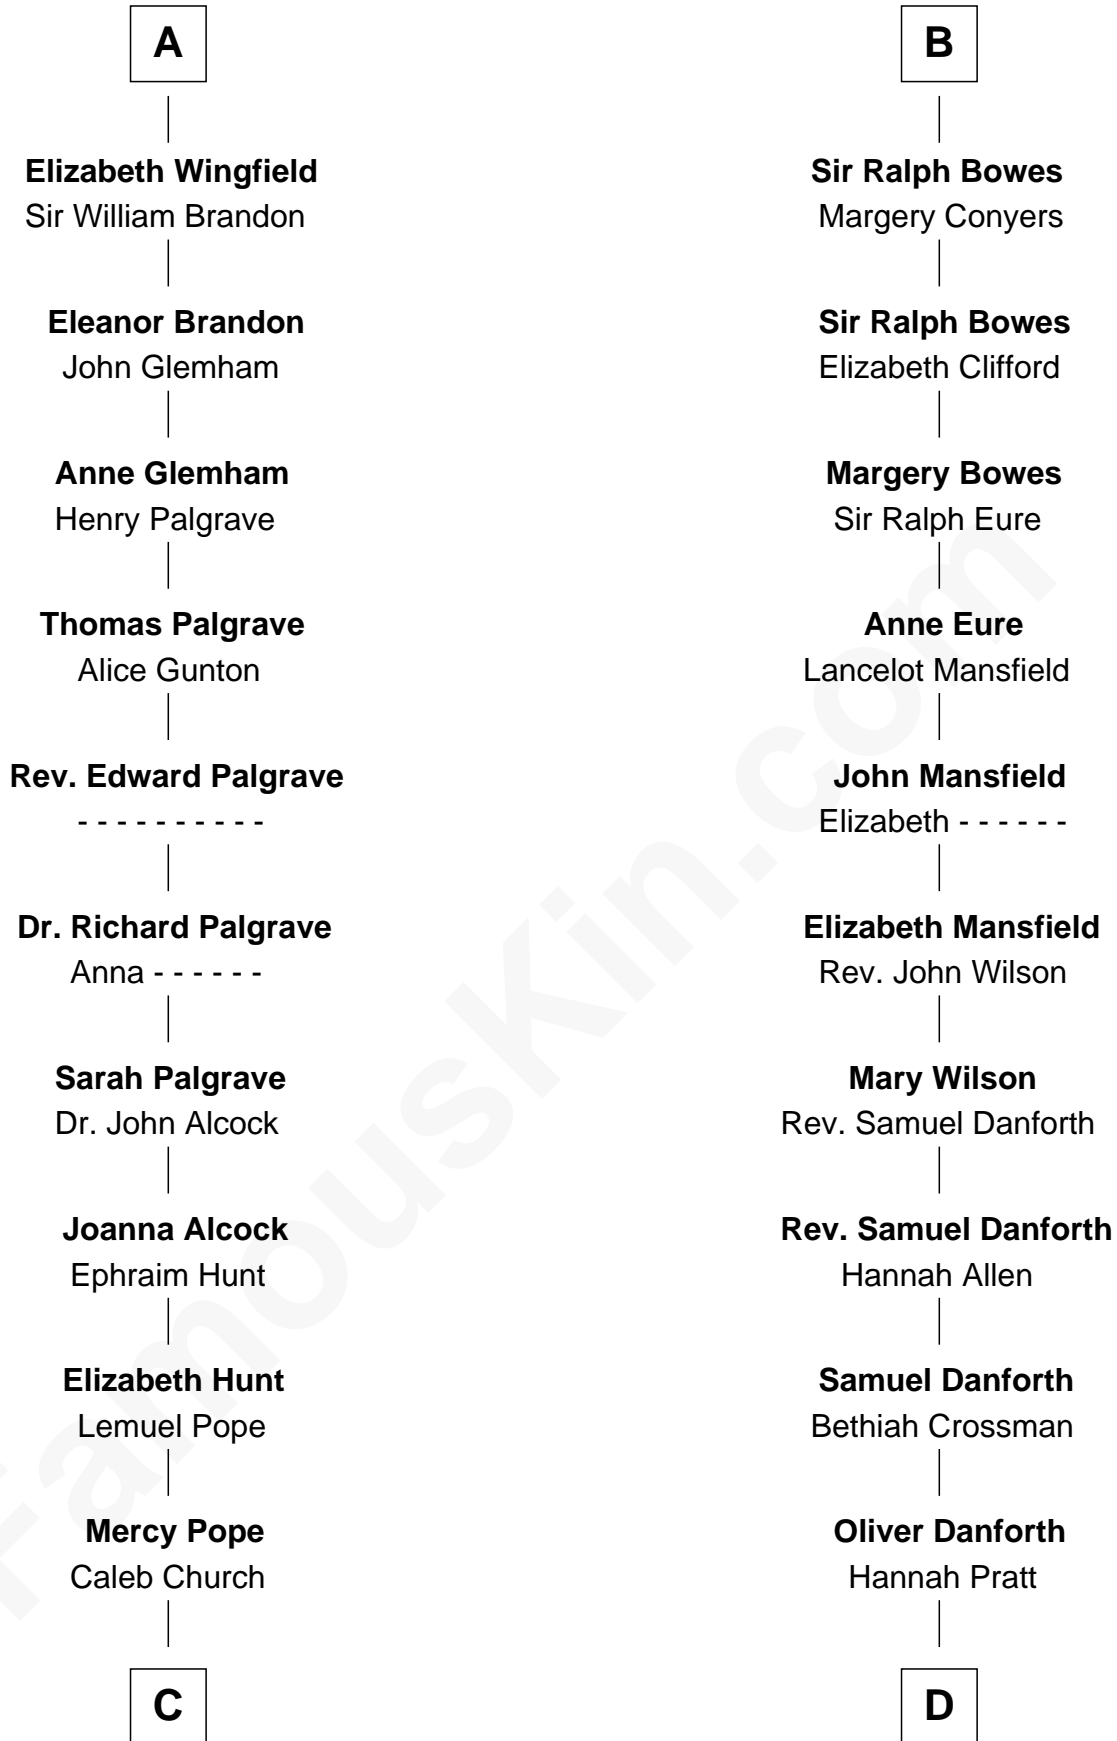 A
Elizabeth Wingfield
Sir William Brandon
Eleanor Brandon
John Glemham
Anne Glemham
Henry Palgrave
Thomas Palgrave
Alice Gunton
Rev. Edward Palgrave
- - - - - - - - - -
Dr. Richard Palgrave
Anna - - - - - -
Sarah Palgrave
Dr. John Alcock
Joanna Alcock
Ephraim Hunt
Elizabeth Hunt
Lemuel Pope
Mercy Pope
Caleb Church
C
B
Sir Ralph Bowes
Margery Conyers
Sir Ralph Bowes
Elizabeth Clifford
Margery Bowes
Sir Ralph Eure
Anne Eure
Lancelot Mansfield
John Mansfield
Elizabeth - - - - - -
Elizabeth Mansfield
Rev. John Wilson
Mary Wilson
Rev. Samuel Danforth
Rev. Samuel Danforth
Hannah Allen
Samuel Danforth
Bethiah Crossman
Oliver Danforth
Hannah Pratt
D
FamousKin.com